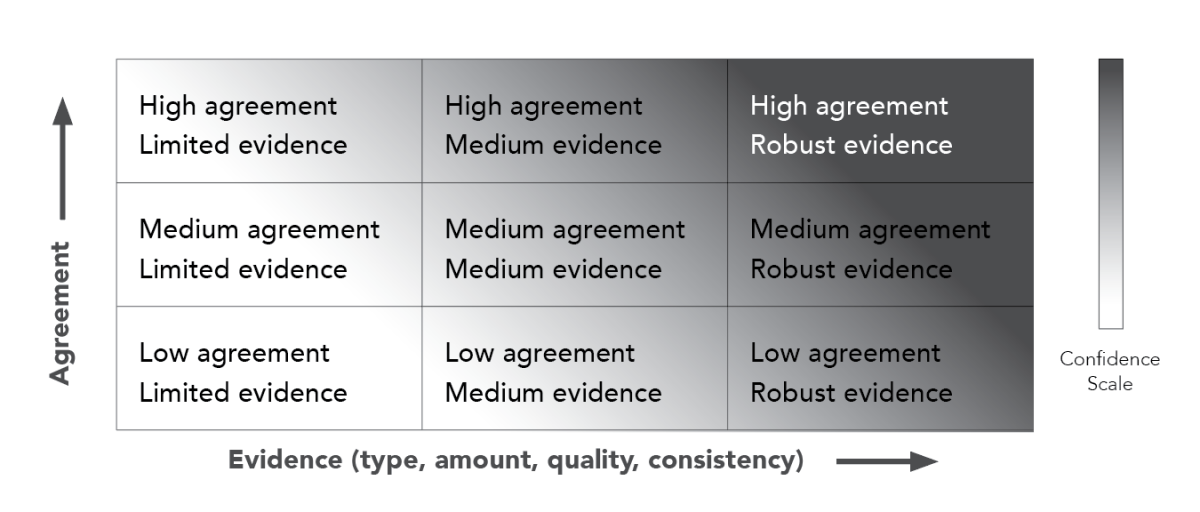 High agreement
Limited evidence
High agreement
Medium evidence
High agreement
Robust evidence
Medium agreement
Limited evidence
Medium agreement
Medium evidence
Medium agreement
Robust evidence
Low agreement
Limited evidence
Low agreement
Medium evidence
Low agreement
Robust evidence
Agreement
Evidence (type, amount, quality, consistency)
Confidence
Scale